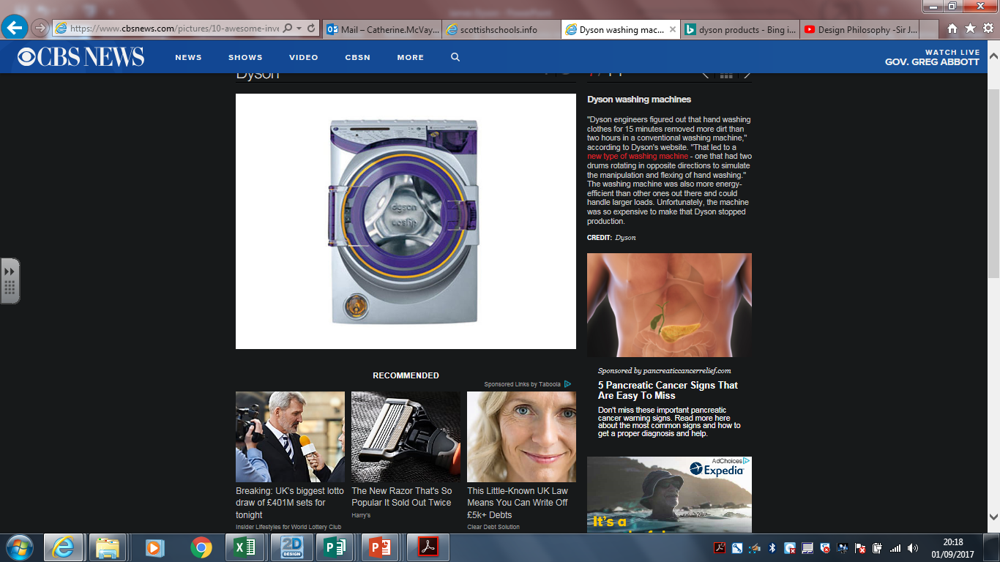 https://www.cbsnews.com/pictures/10-awesome-inve
Mail – Catherine.McVay...
scottishschools.info
Dyson washing mac...
dyson products - Bing i...
Design Philosophy -Sir J...
CBS NEWS
NEWS
SHOWS
VIDEO
CBSN
MORE
WATCH LIVE
GOV. GREG ABBOTT
Dyson
Dyson washing machines
"Dyson engineers figured out that hand washing
clothes for 15 minutes removed more dirt than
two hours in a conventional washing machine,"
according to Dyson's website. "That led to a
new type of washing machine - one that had two
drums rotating in opposite directions to simulate
the manipulation and flexing of hand washing."
The washing machine was also more energy-
efficient than other ones out there and could
handle larger loads. Unfortunately, the machine
was so expensive to make that Dyson stopped
production.
CREDIT: Dyson
dyson
Sponsored by pancreaticcancerrelief.com
5 Pancreatic Cancer Signs That
Are Easy To Miss
Don't miss these important pancreatic
cancer warning signs. Read more here
about the most common signs and how to
get a proper diagnosis and help.
RECOMMENDED
Sponsored Links by Taboola
Breaking: UK's biggest lotto
draw of £401M sets for
tonight
Insider Lifestyles for World Lottery Club
The New Razor That's So
Popular It Sold Out Twice
Harry's
This Little-Known UK Law
Means You Can Write Off
£5k+ Debts
Clear Debt Solution
AdChoices
Expedia
It's a
2D
DESIGN
20:18
01/09/2017